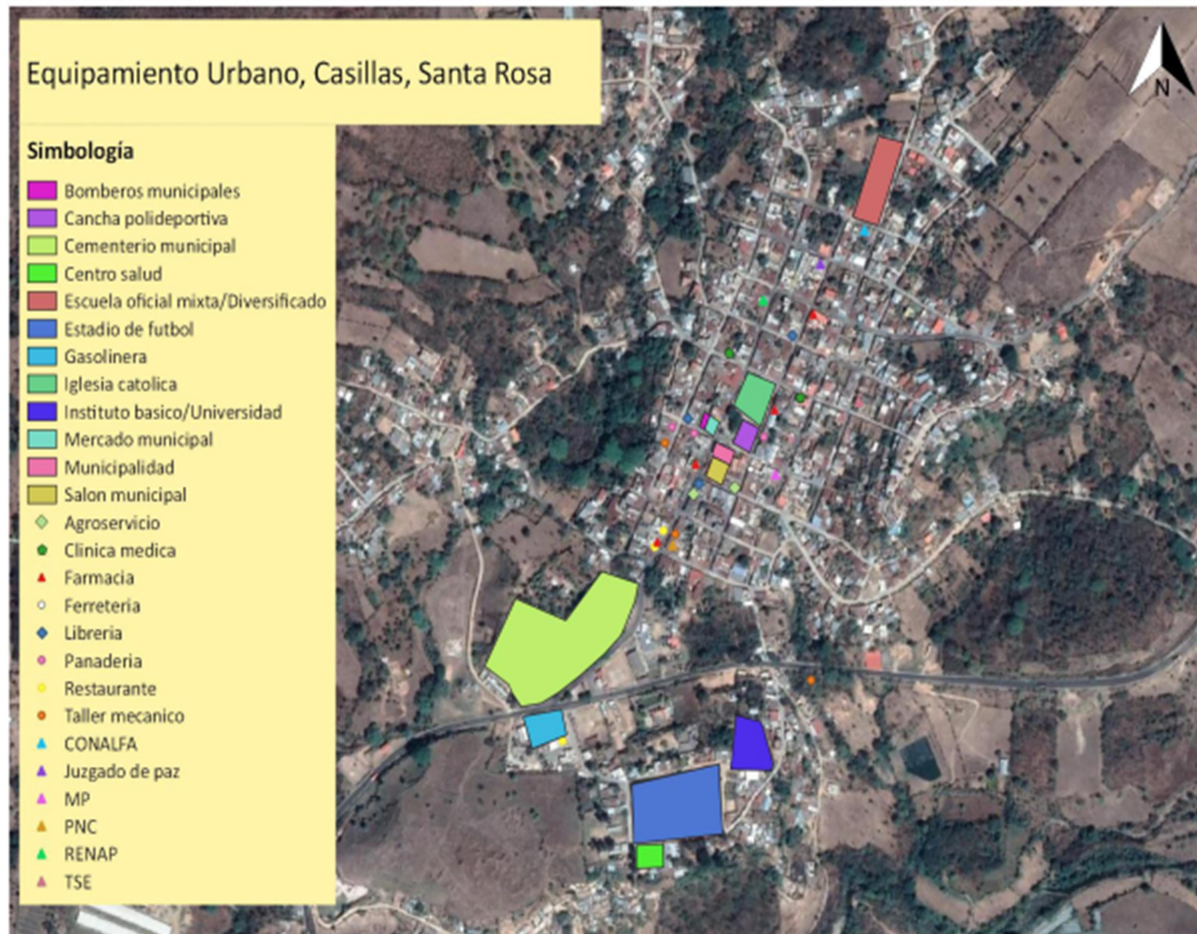 Equipamiento Urbano, Casillas, Santa Rosa
N
Simbología
Bomberos municipales
Cancha polideportiva
Cementerio municipal
Centro salud
Escuela oficial mixta/Diversificado
Estadio de futbol
Gasolinera
Iglesia catolica
Instituto basico/Universidad
Mercado municipal
Municipalidad
Salon municipal
Agroservicio
Clinica medica
Farmacia
Ferreteria
Libreria
Panaderia
Restaurante
Taller mecanico
CONALFA
Juzgado de paz
MP
PNC
RENAP
TSE